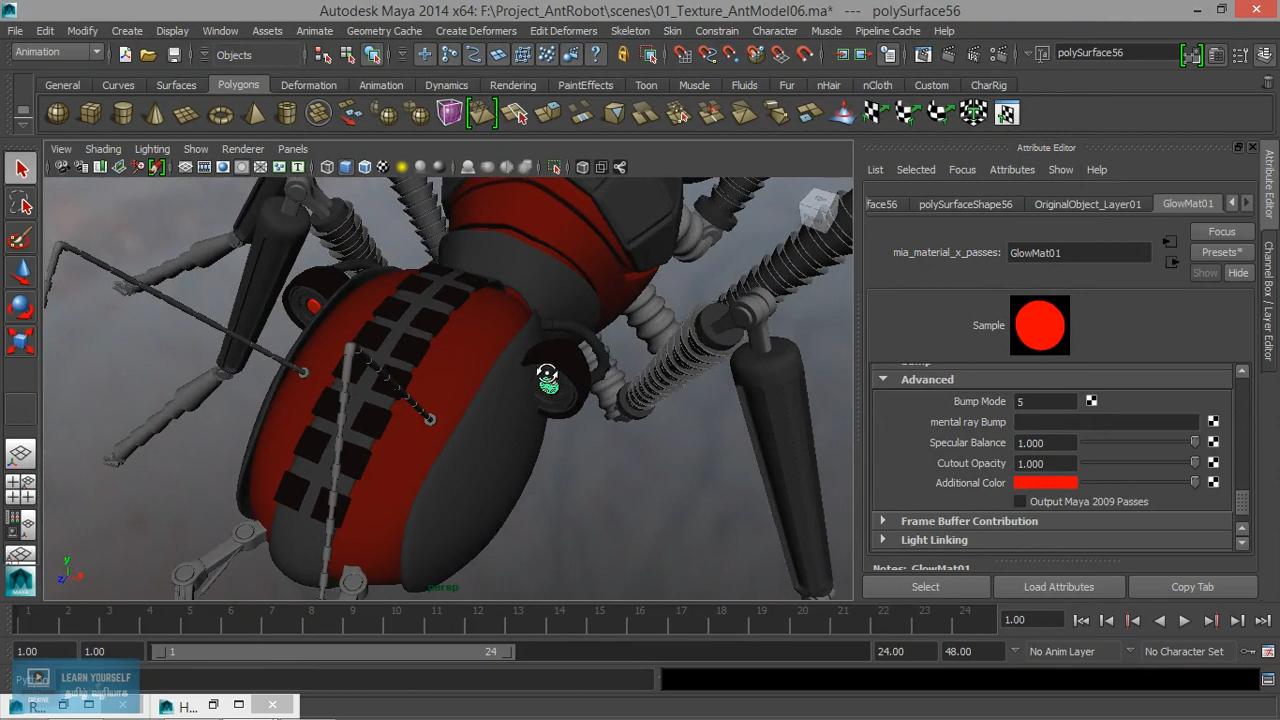 Autodesk Maya 2014 x64: F:\Project_AntRobot\scenes\01_Texture_AntModel06.ma* --- polySurface56
File Edit Modify Create Display Window Assets Animate Geometry Cache Create Deformers Edit Deformers Skeleton Skin Constrain Character Muscle Pipeline Cache Help
Animation Objects polySurface56
General Curves Surfaces Polygons Deformation Animation Dynamics Rendering PaintEffects Toon Muscle Fluids Fur nHair nCloth Custom CharRig
View Shading Lighting Show Renderer Panels
Attribute Editor
List Selected Focus Attributes Show Help
face56 polySurfaceShape56 OriginalObject_Layer01 GlowMat01
Focus
mia_material_x_passes: GlowMat01 Presets*
Show Hide
Sample
Bump
Advanced
Bump Mode 5
mental ray Bump
Specular Balance 1.000
Cutout Opacity 1.000
Additional Color
Output Maya 2009 Passes
Frame Buffer Contribution
Light Linking
Notes: GlowMat01
Select Load Attributes Copy Tab
Attribute Editor
Channel Box / Layer Editor
y
z x
persp
1 2 3 4 5 6 7 8 9 10 11 12 13 14 15 16 17 18 19 20 21 22 23 24 1.00
1.00 1.00 1 24 24.00 48.00 No Anim Layer No Character Set
Python
LEARN YOURSELF
தமிழ் வழியாக
CREATIVE
R... H...